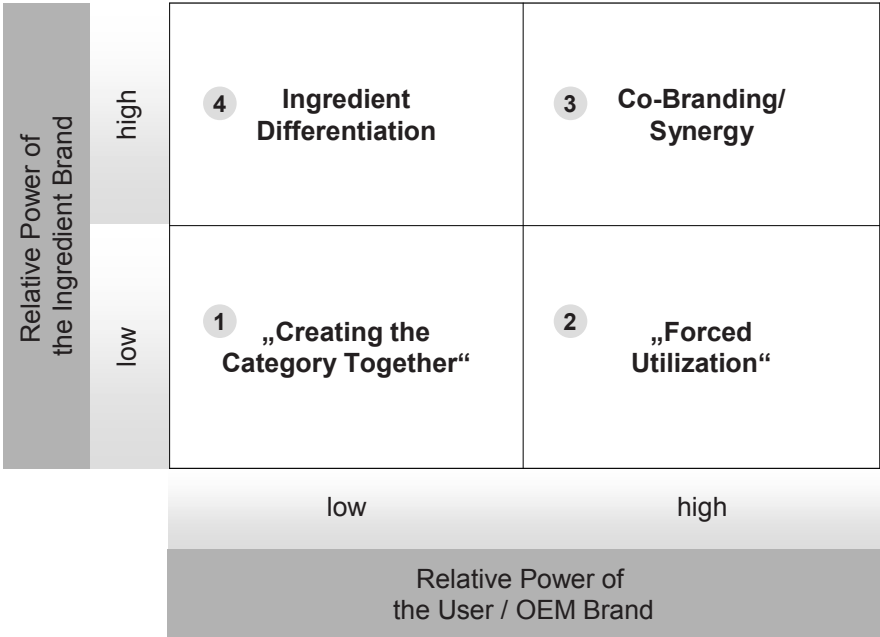 Relative Power of
the Ingredient Brand
high
low
4 Ingredient
Differentiation
3 Co-Branding/
Synergy
1 „Creating the
Category Together“
2 „Forced
Utilization“
low
high
Relative Power of
the User / OEM Brand